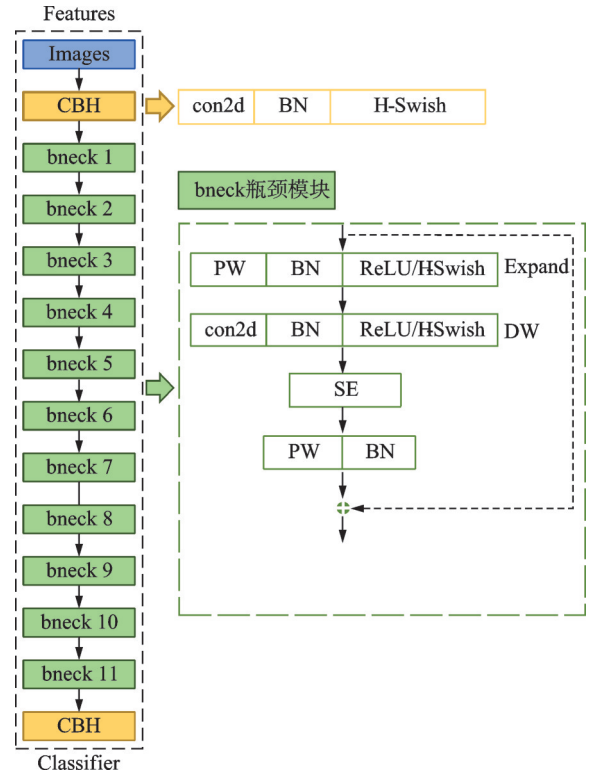 Features
Images
CBH
con2d BN H-Swish
bneck 1
bneck 2
bneck 3
bneck 4
bneck 5
bneck 6
bneck 7
bneck 8
bneck 9
bneck 10
bneck 11
CBH
Classifier
bneck瓶颈模块
PW BN ReLU/H-Swish Expand
con2d BN ReLU/H-Swish DW
SE
PW BN